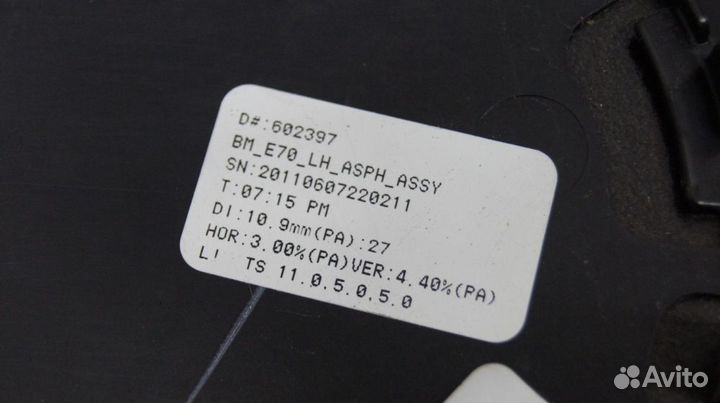 D#:602397
BM_E70_LH_ASPH_ASSY
SN:20110607220211
T:07:15 PM
DI:10.9mm(PA):27
HOR:3.00%(PA)VER:4.40%(PA)
TS 11.0.5.0.5.0
Avito